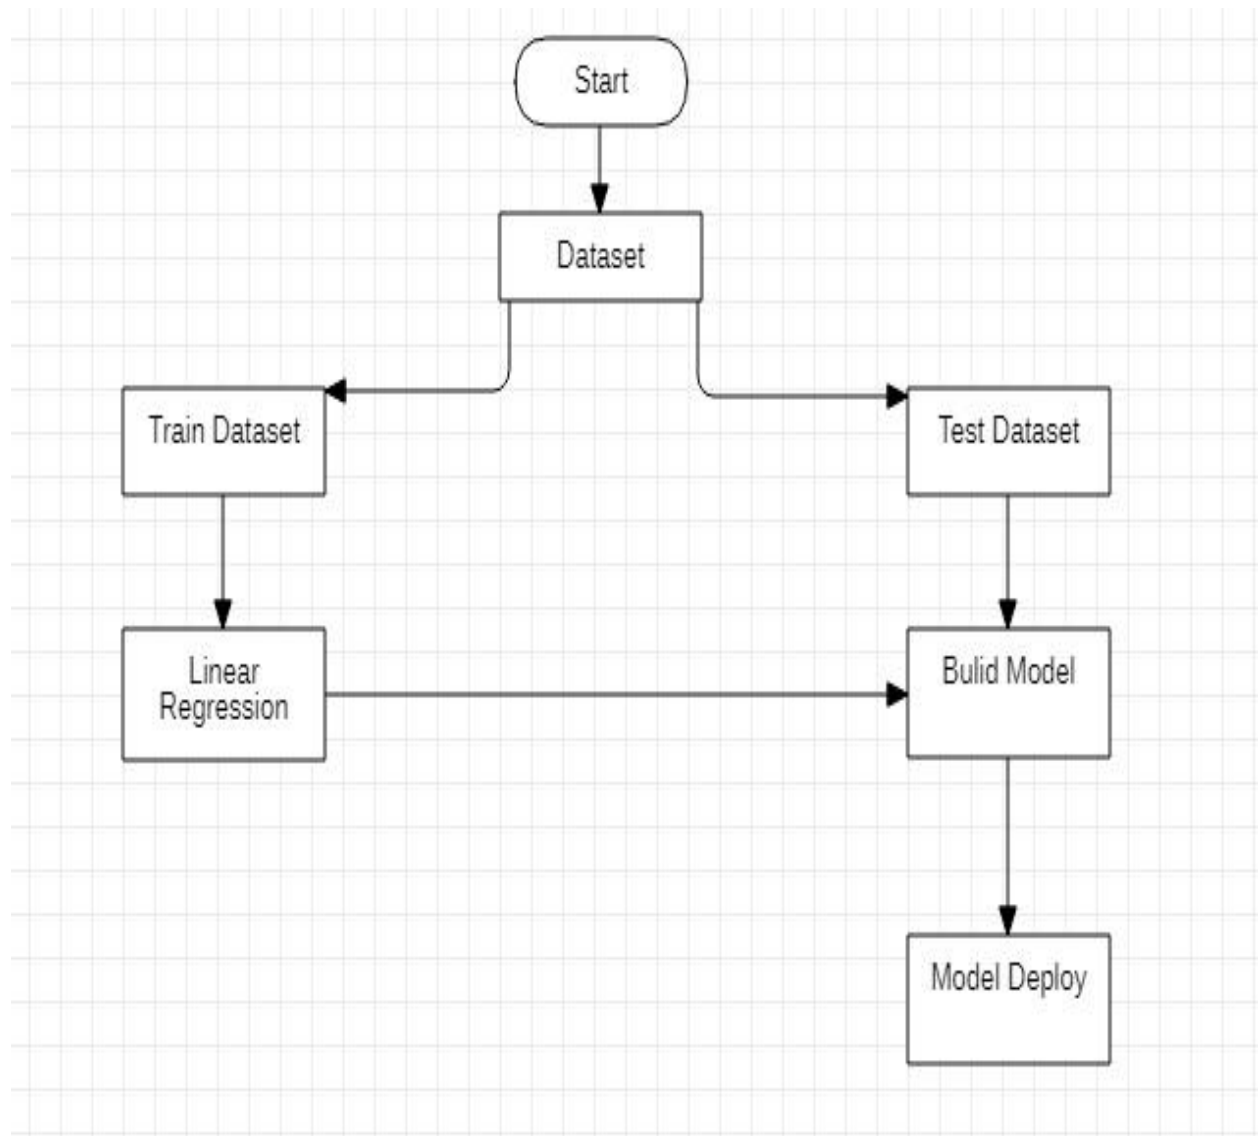 Start
Dataset
Train Dataset
Test Dataset
Linear
Regression
Bulid Model
Model Deploy